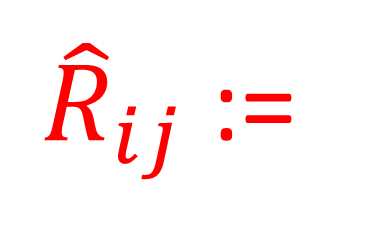 R̂ᵢⱼ :=